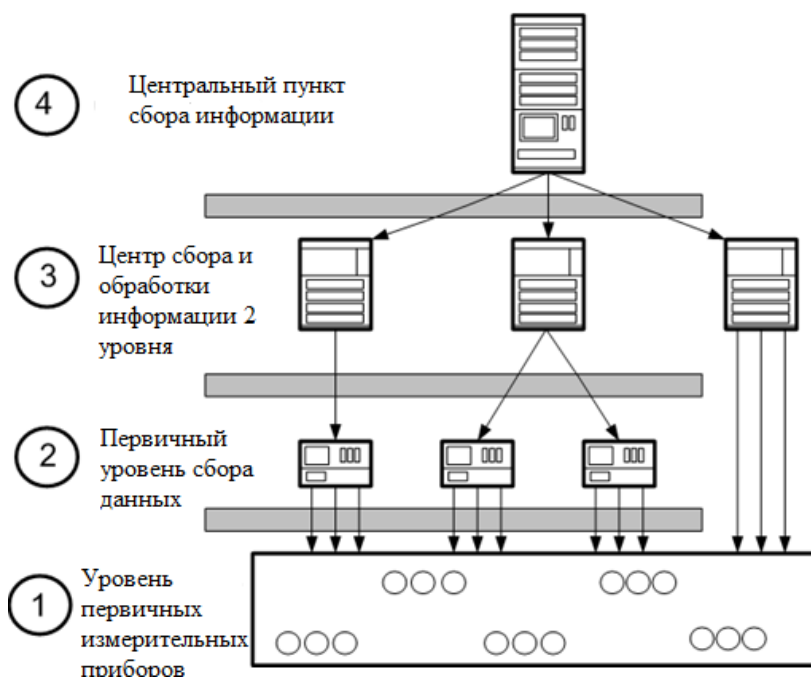 4
Центральный пункт
сбора информации
3
Центр сбора и
обработки
информации 2
уровня
2
Первичный
уровень сбора
данных
1
Уровень
первичных
измерительных
приборов